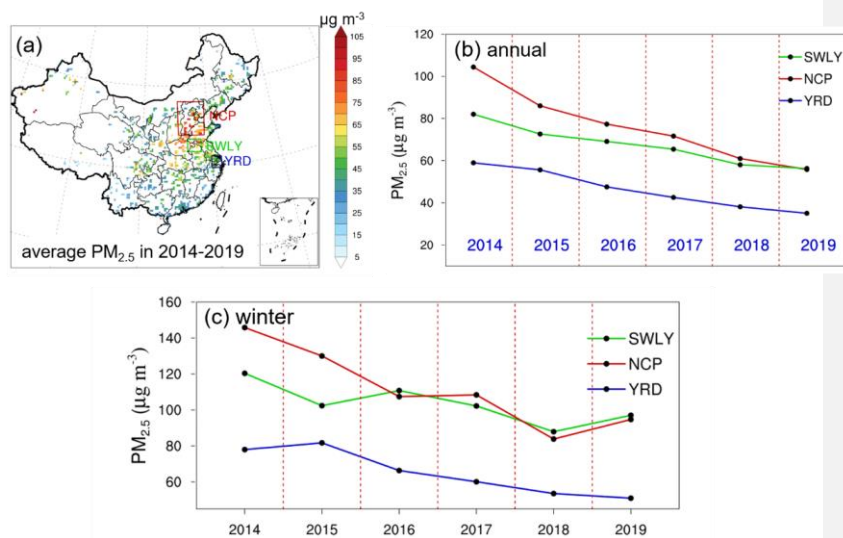 (a)
µg m⁻³
105
95
85
75
65
55
45
35
25
15
5
NCP
SWLY
YRD
average PM₂.₅ in 2014-2019
(b) annual
PM₂.₅ (µg m⁻³)
120
100
80
60
40
20
SWLY
NCP
YRD
2014 2015 2016 2017 2018 2019
(c) winter
PM₂.₅ (µg m⁻³)
160
140
120
100
80
60
SWLY
NCP
YRD
2014 2015 2016 2017 2018 2019